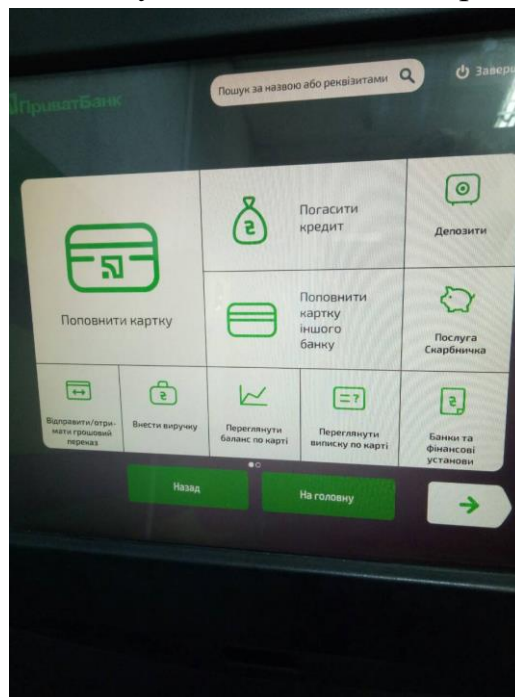 ПриватБанк
Пошук за назвою або реквізитами
Заверш
Поповнити картку
Погасити
кредит
Депозити
Поповнити
картку
іншого
банку
Послуга
Скарбничка
Відправити/отри-
мати грошовий
переказ
Внести виручку
Переглянути
баланс по карті
Переглянути
виписку по карті
Банки та
фінансові
установи
Назад
На головну